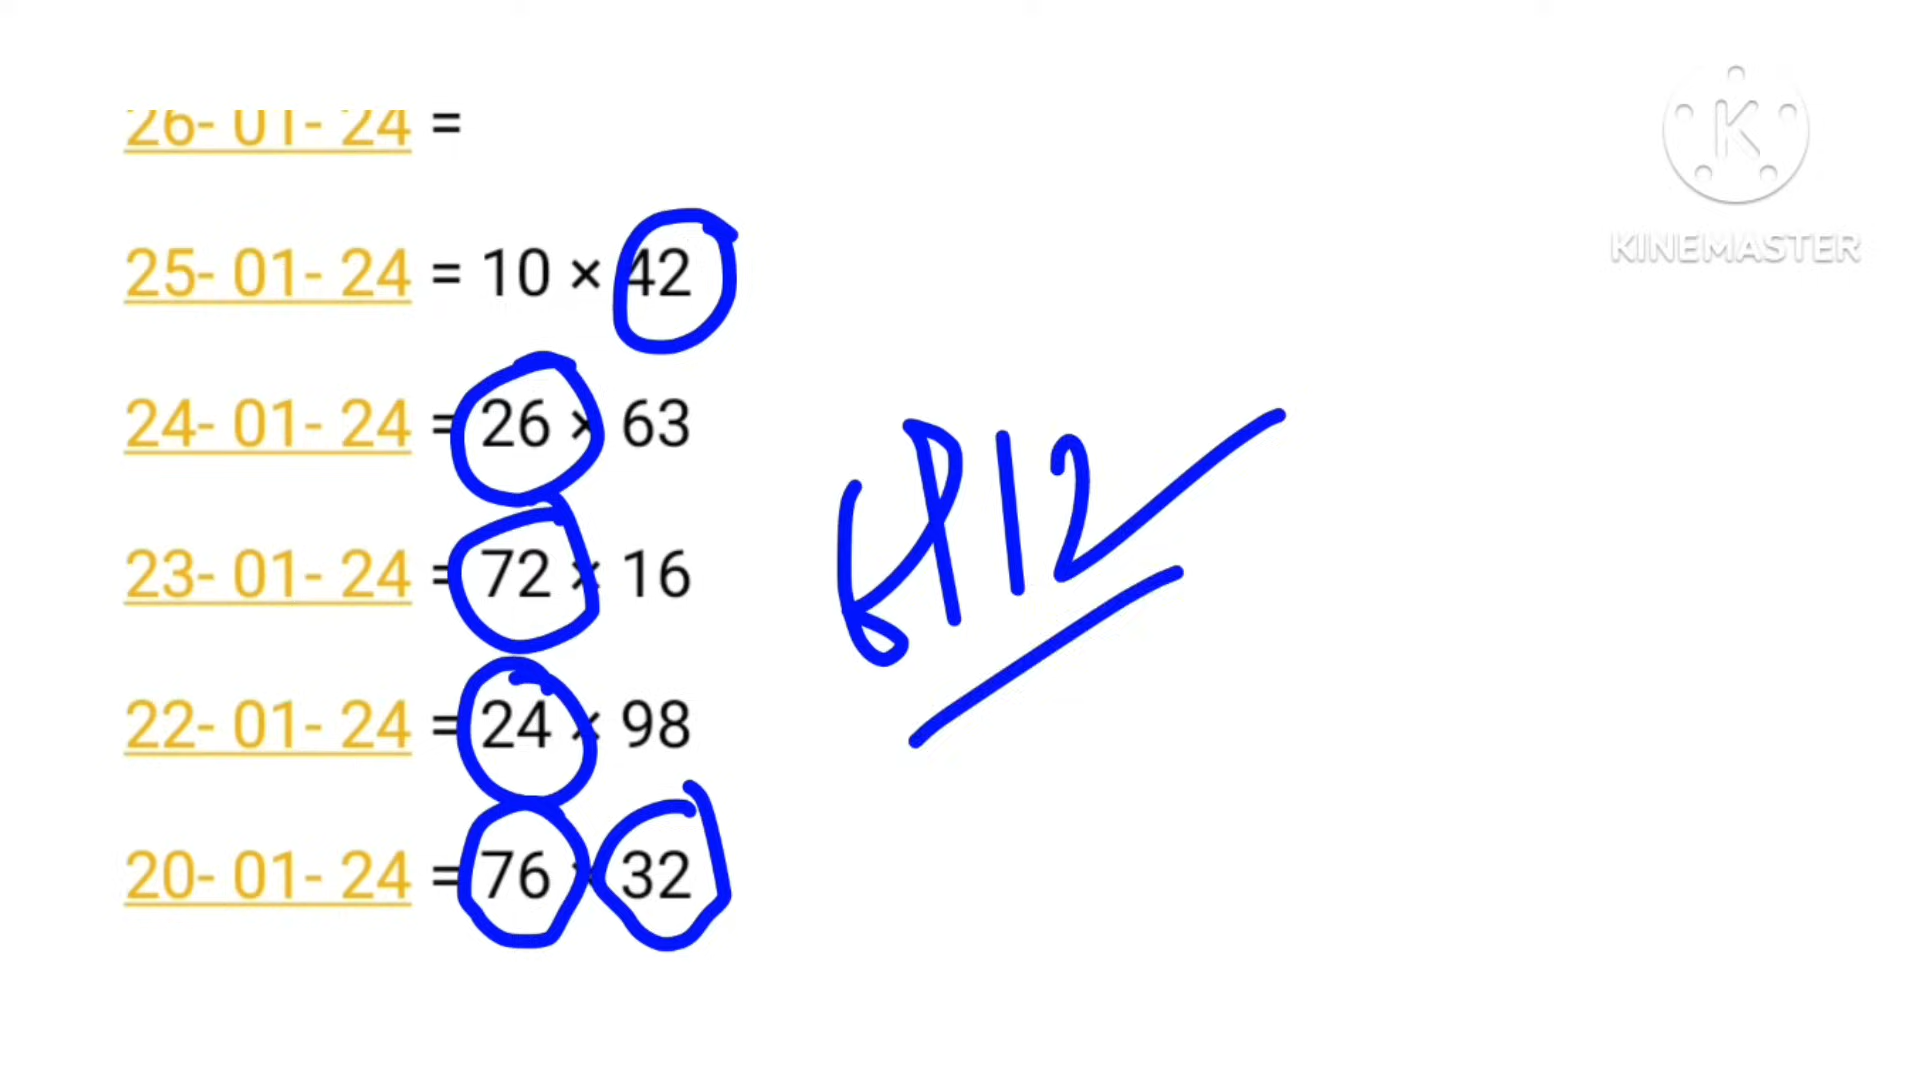 26- 01- 24 =
K
KINEMASTER
25- 01- 24 = 10 × 42
24- 01- 24 = 26 × 63
23- 01- 24 = 72 × 16
22- 01- 24 = 24 × 98
20- 01- 24 = 76 × 32